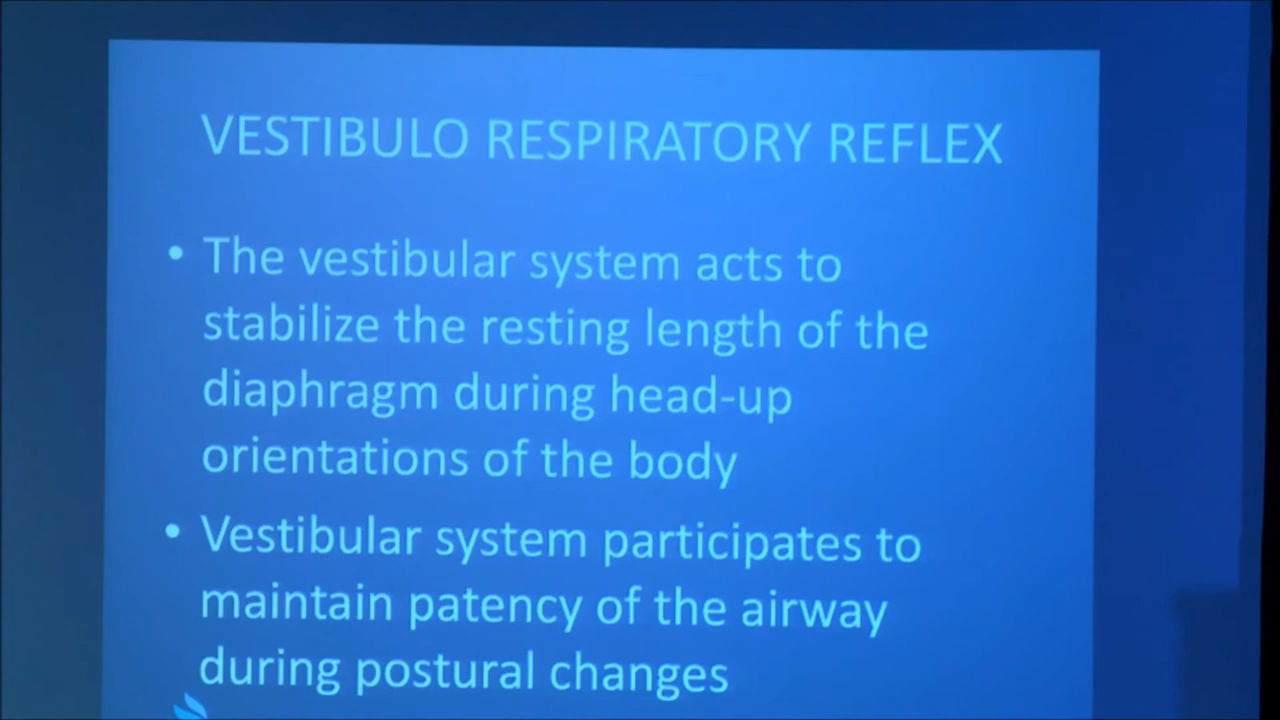 VESTIBULO RESPIRATORY REFLEX
• The vestibular system acts to
stabilize the resting length of the
diaphragm during head-up
orientations of the body
• Vestibular system participates to
maintain patency of the airway
during postural changes